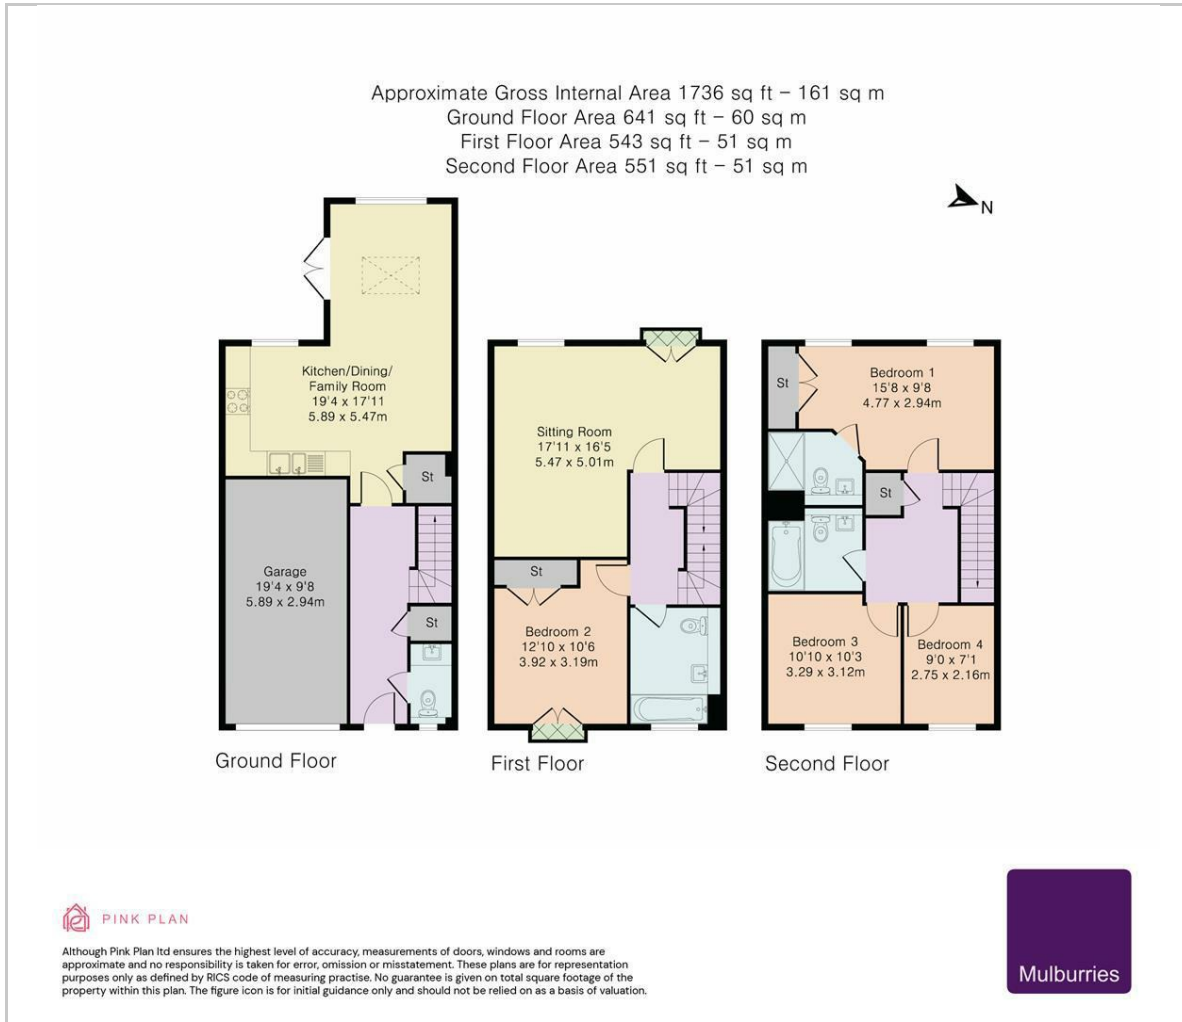 Approximate Gross Internal Area 1736 sq ft – 161 sq m
Ground Floor Area 641 sq ft – 60 sq m
First Floor Area 543 sq ft – 51 sq m
Second Floor Area 551 sq ft – 51 sq m
N
Kitchen/Dining/
Family Room
19'4 x 17'11
5.89 x 5.47m
St
Garage
19'4 x 9'8
5.89 x 2.94m
St
Ground Floor
Sitting Room
17'11 x 16'5
5.47 x 5.01m
St
Bedroom 2
12'10 x 10'6
3.92 x 3.19m
First Floor
St
Bedroom 1
15'8 x 9'8
4.77 x 2.94m
St
Bedroom 3
10'10 x 10'3
3.29 x 3.12m
Bedroom 4
9'0 x 7'1
2.75 x 2.16m
Second Floor
PINK PLAN
Although Pink Plan ltd ensures the highest level of accuracy, measurements of doors, windows and rooms are
approximate and no responsibility is taken for error, omission or misstatement. These plans are for representation
purposes only as defined by RICS code of measuring practise. No guarantee is given on total square footage of the
property within this plan. The figure icon is for initial guidance only and should not be relied on as a basis of valuation.
Mulburries